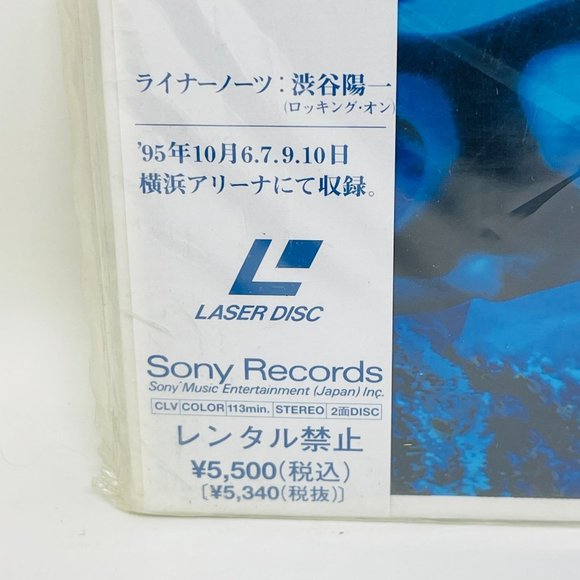 ライナーノーツ：渋谷陽一
(ロッキング・オン)
'95年10月6.7.9.10日
横浜アリーナにて収録。
LASER DISC
Sony Records
Sony Music Entertainment (Japan) Inc.
CLV COLOR 113min. STEREO 2面DISC
レンタル禁止
¥5,500(税込)
[¥5,340(税抜)]